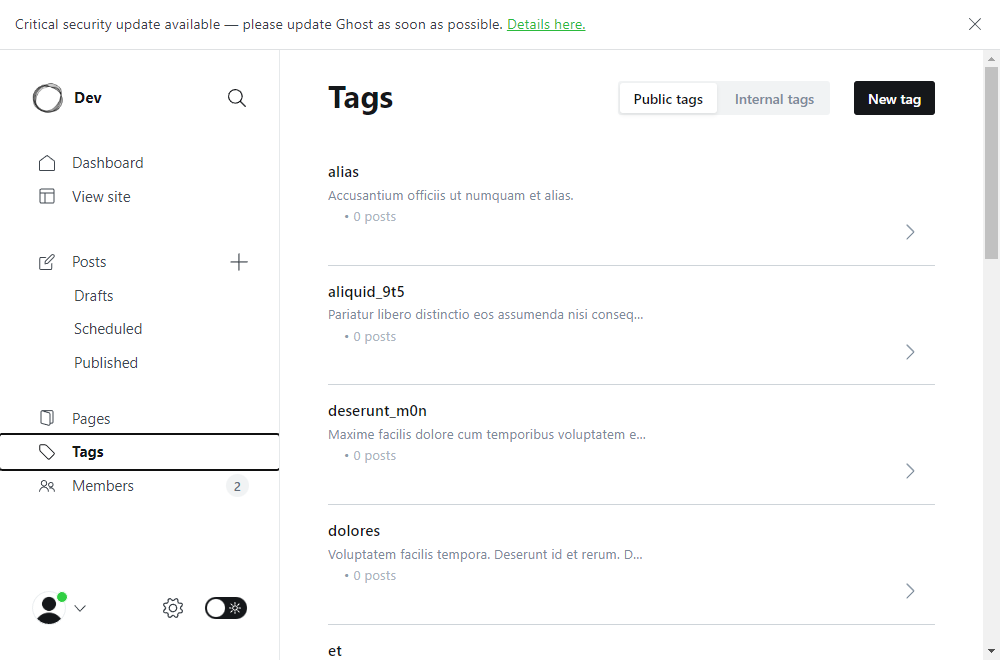 Critical security update available — please update Ghost as soon as possible. Details here.
Dev
Dashboard
View site
Posts
Drafts
Scheduled
Published
Pages
Tags
Members 2
Tags
Public tags Internal tags
New tag
alias
Accusantium officiis ut numquam et alias.
• 0 posts
aliquid_9t5
Pariatur libero distinctio eos assumenda nisi conseq...
• 0 posts
deserunt_m0n
Maxime facilis dolore cum temporibus voluptatem e...
• 0 posts
dolores
Voluptatem facilis tempora. Deserunt id et rerum. D...
• 0 posts
et